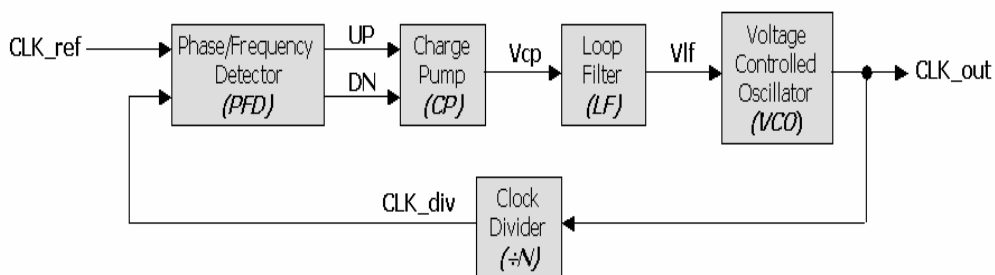 CLK_ref
Phase/Frequency
Detector
(PFD)
UP
DN
Charge
Pump
(CP)
Vcp
Loop
Filter
(LF)
Vlf
Voltage
Controlled
Oscillator
(VCO)
CLK_out
CLK_div
Clock
Divider
(÷N)